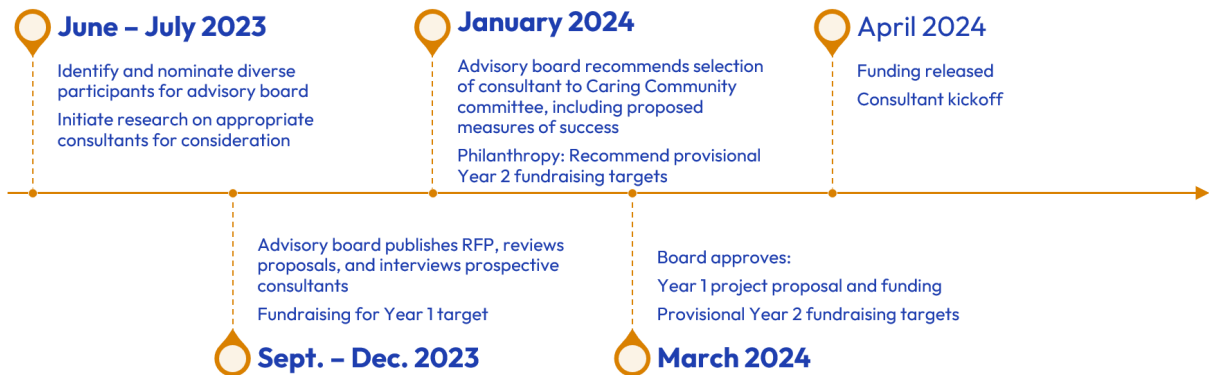 June – July 2023
Identify and nominate diverse
participants for advisory board
Initiate research on appropriate
consultants for consideration
Advisory board publishes RFP, reviews
proposals, and interviews prospective
consultants
Fundraising for Year 1 target
Sept. – Dec. 2023
January 2024
Advisory board recommends selection
of consultant to Caring Community
committee, including proposed
measures of success
Philanthropy: Recommend provisional
Year 2 fundraising targets
Board approves:
Year 1 project proposal and funding
Provisional Year 2 fundraising targets
March 2024
April 2024
Funding released
Consultant kickoff